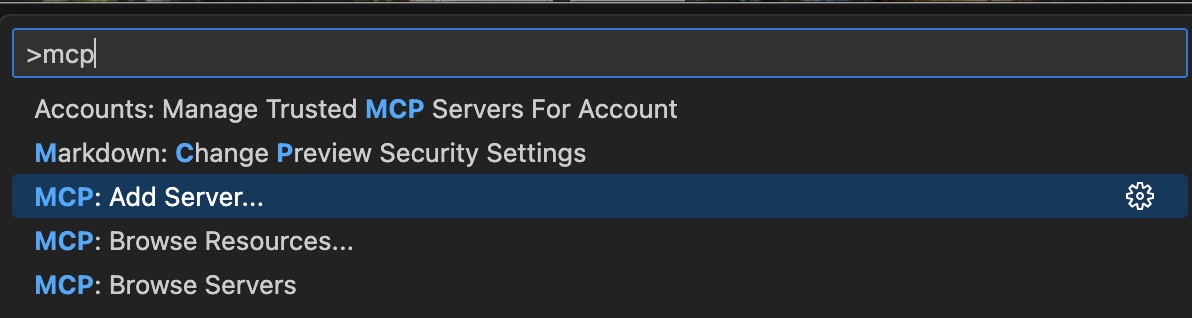 >mcp
Accounts: Manage Trusted MCP Servers For Account
Markdown: Change Preview Security Settings
MCP: Add Server...
MCP: Browse Resources...
MCP: Browse Servers